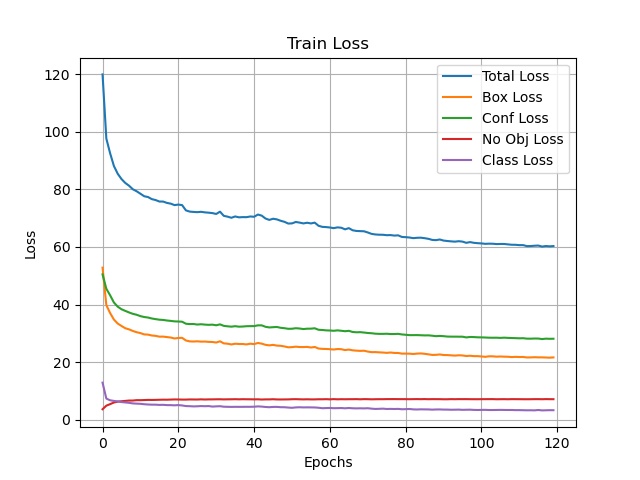 Train Loss
120
100
80
60
40
20
0
Loss
Total Loss
Box Loss
Conf Loss
No Obj Loss
Class Loss
0 20 40 60 80 100 120
Epochs